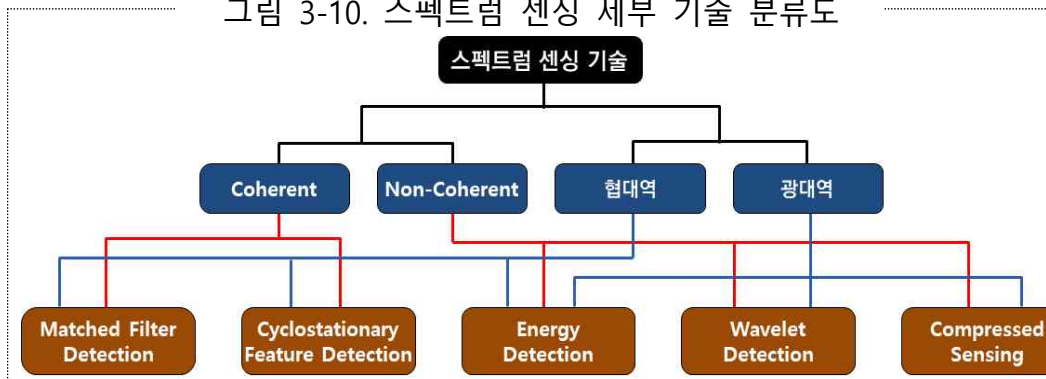 그림 3-10. 스펙트럼 센싱 세부 기술 분류도
스펙트럼 센싱 기술
Coherent
Non-Coherent
협대역
광대역
Matched Filter
Detection
Cyclostationary
Feature Detection
Energy
Detection
Wavelet
Detection
Compressed
Sensing